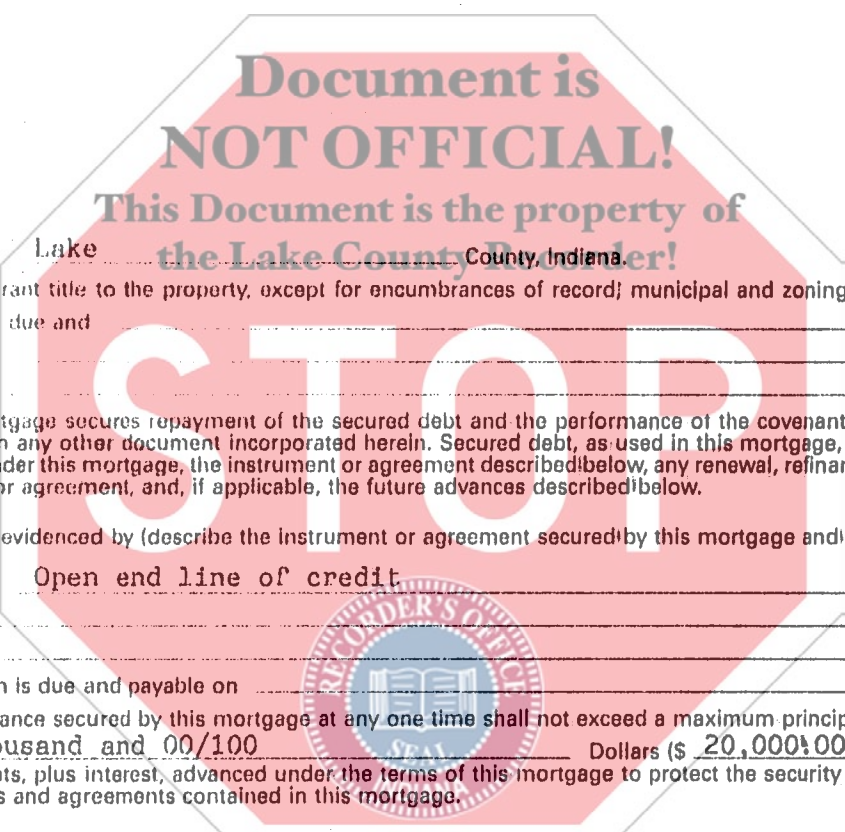 Document is
NOT OFFICIAL!
This Document is the property of
the Lake County Recorder!
Lake County, Indiana.
rant title to the property, except for encumbrances of record; municipal and zoning
due and
STOP
tgage secures repayment of the secured debt and the performance of the covenant
any other document incorporated herein. Secured debt, as used in this mortgage,
der this mortgage, the instrument or agreement described below, any renewal, refinan
or agreement, and, if applicable, the future advances described below.
evidenced by (describe the instrument or agreement secured by this mortgage and
Open end line of credit
RECORDER'S OFFICE
SEAL
INDIANA
n is due and payable on
ance secured by this mortgage at any one time shall not exceed a maximum princip
ousand and 00/100 Dollars ($ 20,000.00
ts, plus interest, advanced under the terms of this mortgage to protect the security
s and agreements contained in this mortgage.